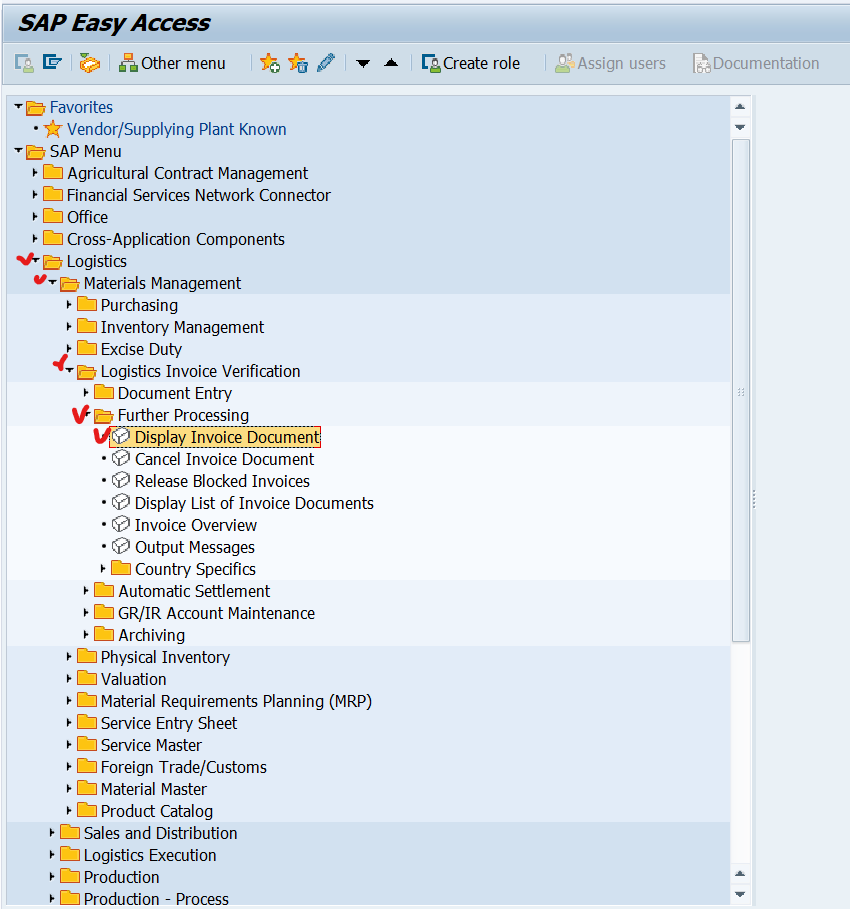 SAP Easy Access
Other menu Create role Assign users Documentation
Favorites
Vendor/Supplying Plant Known
SAP Menu
Agricultural Contract Management
Financial Services Network Connector
Office
Cross-Application Components
Logistics
Materials Management
Purchasing
Inventory Management
Excise Duty
Logistics Invoice Verification
Document Entry
Further Processing
Display Invoice Document
Cancel Invoice Document
Release Blocked Invoices
Display List of Invoice Documents
Invoice Overview
Output Messages
Country Specifics
Automatic Settlement
GR/IR Account Maintenance
Archiving
Physical Inventory
Valuation
Material Requirements Planning (MRP)
Service Entry Sheet
Service Master
Foreign Trade/Customs
Material Master
Product Catalog
Sales and Distribution
Logistics Execution
Production
Production - Process